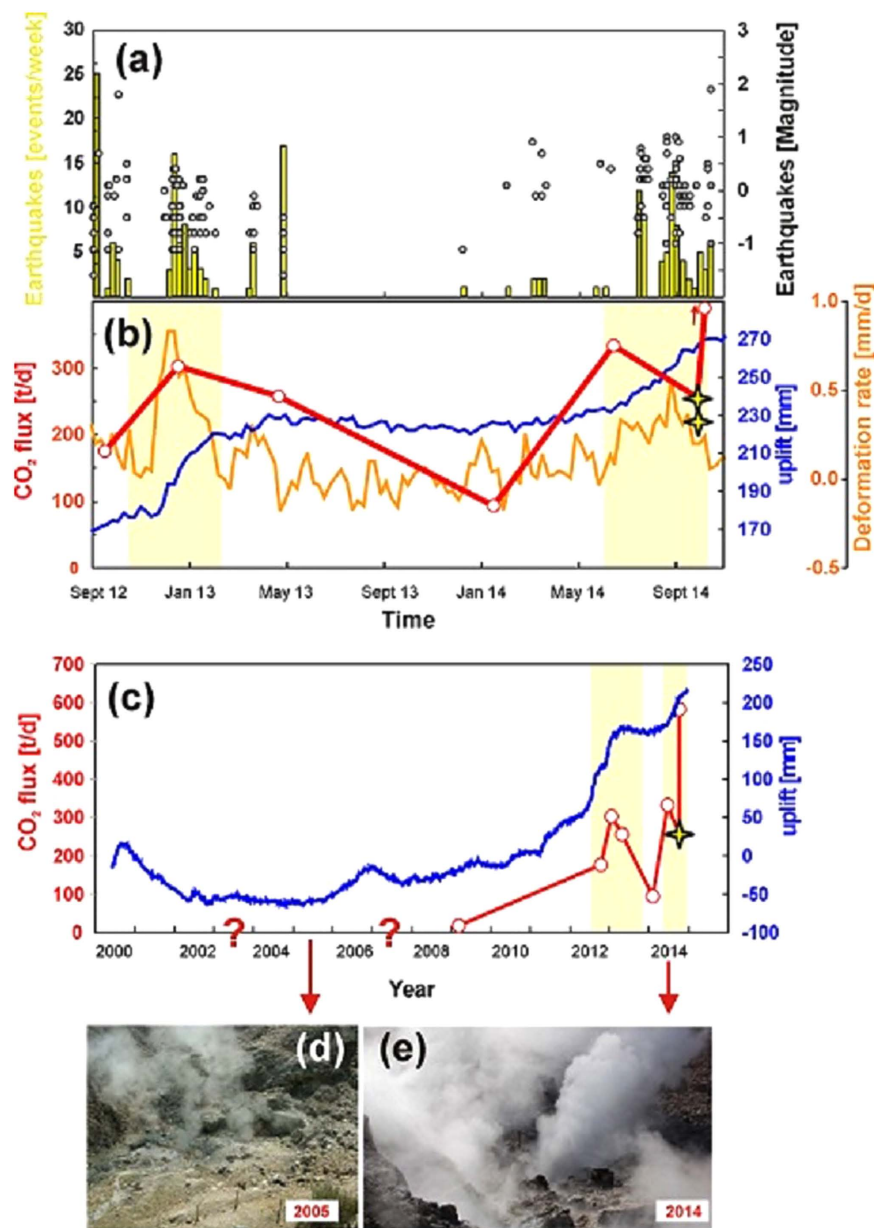 (a)
Earthquakes [events/week]
30
25
20
15
10
5
3
2
1
0
-1
Earthquakes [Magnitude]
(b)
CO2 flux [t/d]
300
200
100
0
270
250
230
210
190
170
uplift [mm]
1.0
0.5
0.0
-0.5
Deformation rate [mm/d]
Sept 12 Jan 13 May 13 Sept 13 Jan 14 May 14 Sept 14
Time
(c)
CO2 flux [t/d]
700
600
500
400
300
200
100
0
250
200
150
100
50
0
-50
-100
uplift [mm]
? ?
2000 2002 2004 2006 2008 2010 2012 2014
Year
(d)
2005
(e)
2014